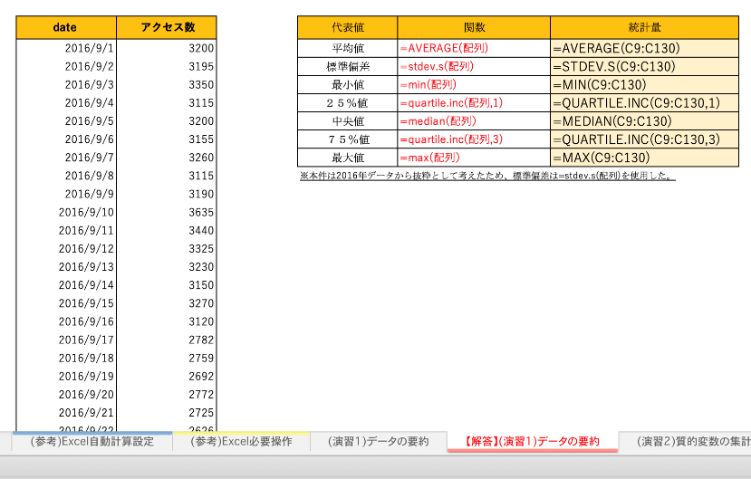 date アクセス数
2016/9/1 3200
2016/9/2 3195
2016/9/3 3350
2016/9/4 3115
2016/9/5 3200
2016/9/6 3155
2016/9/7 3260
2016/9/8 3115
2016/9/9 3190
2016/9/10 3635
2016/9/11 3440
2016/9/12 3325
2016/9/13 3230
2016/9/14 3150
2016/9/15 3270
2016/9/16 3120
2016/9/17 2782
2016/9/18 2759
2016/9/19 2692
2016/9/20 2772
2016/9/21 2725
2016/9/22 2626
代表値 関数 統計量
平均値 =AVERAGE(配列) =AVERAGE(C9:C130)
標準偏差 =stdev.s(配列) =STDEV.S(C9:C130)
最小値 =min(配列) =MIN(C9:C130)
２５%値 =quartile.inc(配列,1) =QUARTILE.INC(C9:C130,1)
中央値 =median(配列) =MEDIAN(C9:C130)
７５%値 =quartile.inc(配列,3) =QUARTILE.INC(C9:C130,3)
最大値 =max(配列) =MAX(C9:C130)
※本件は2016年データから抜粋として考えたため、標準偏差は=stdev.s(配列)を使用した。
(参考)Excel自動計算設定 (参考)Excel必要操作 (演習1)データの要約 【解答】(演習1)データの要約 (演習2)質的変数の集計